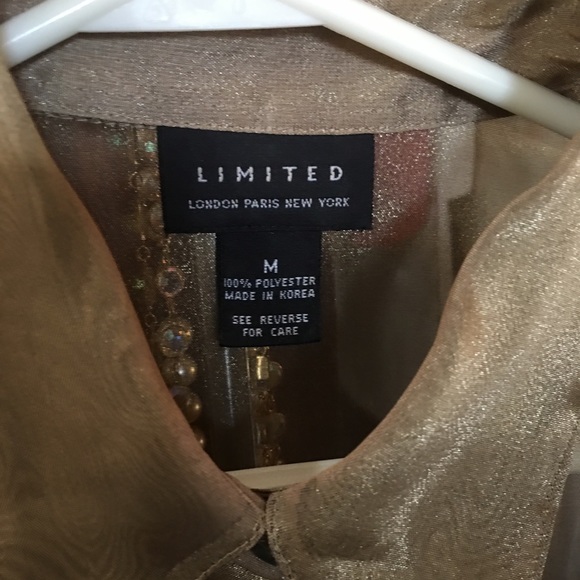 LIMITED
LONDON PARIS NEW YORK
M
100% POLYESTER
MADE IN KOREA
SEE REVERSE
FOR CARE